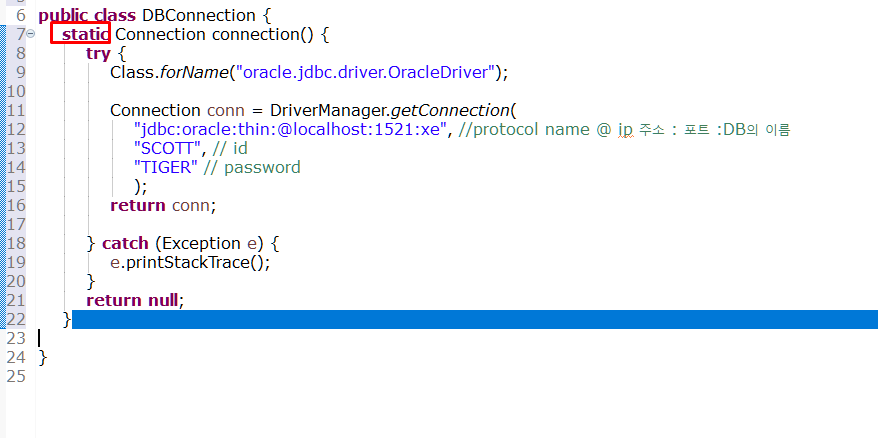 6 public class DBConnection {
7 static Connection connection() {
8 try {
9 Class.forName("oracle.jdbc.driver.OracleDriver");
10
11 Connection conn = DriverManager.getConnection(
12 "jdbc:oracle:thin:@localhost:1521:xe", //protocol name @ ip 주소 : 포트 :DB의 이름
13 "SCOTT", // id
14 "TIGER" // password
15 );
16 return conn;
17
18 } catch (Exception e) {
19 e.printStackTrace();
20 }
21 return null;
22 }
23
24 }
25